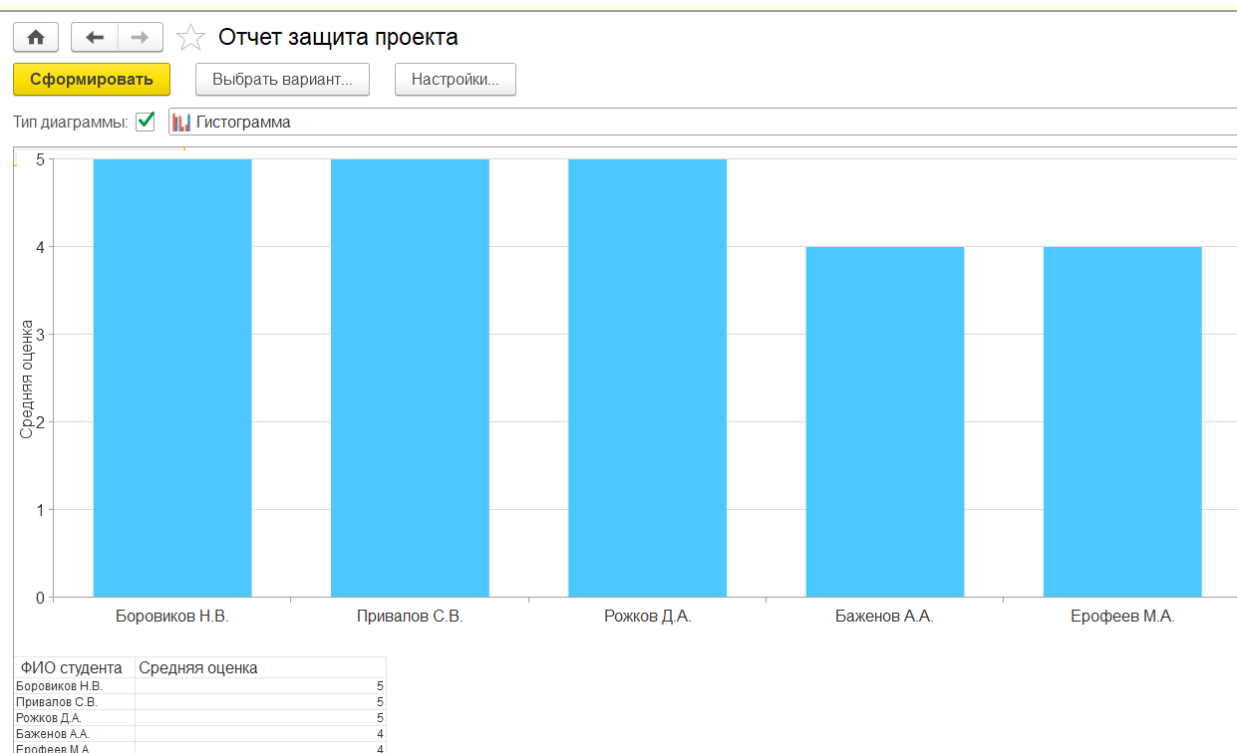 Отчет защита проекта
Сформировать Выбрать вариант... Настройки...
Тип диаграммы: Гистограмма
5
4
3
2
1
0
Средняя оценка
Боровиков Н.В. Привалов С.В. Рожков Д.А. Баженов А.А. Ерофеев М.А.
ФИО студента Средняя оценка
Боровиков Н.В. 5
Привалов С.В. 5
Рожков Д.А. 5
Баженов А.А. 4
Ерофеев М.А. 4